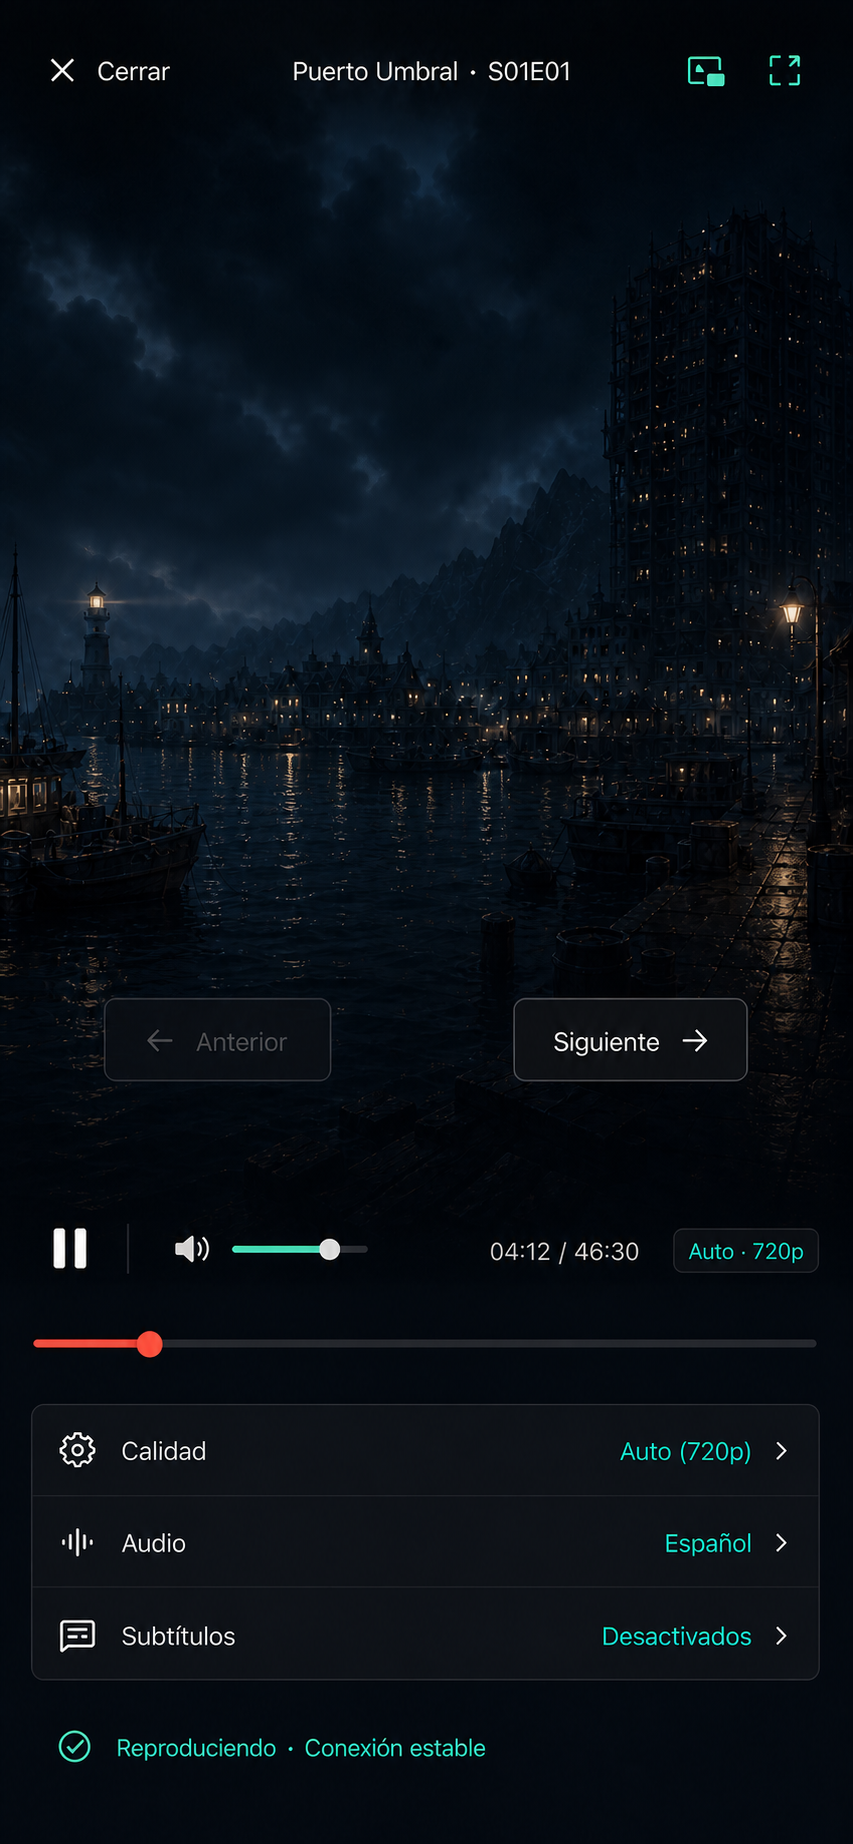 Cerrar
Puerto Umbral · S01E01
Anterior
Siguiente
04:12 / 46:30
Auto · 720p
Calidad
Auto (720p)
Audio
Español
Subtítulos
Desactivados
Reproduciendo · Conexión estable